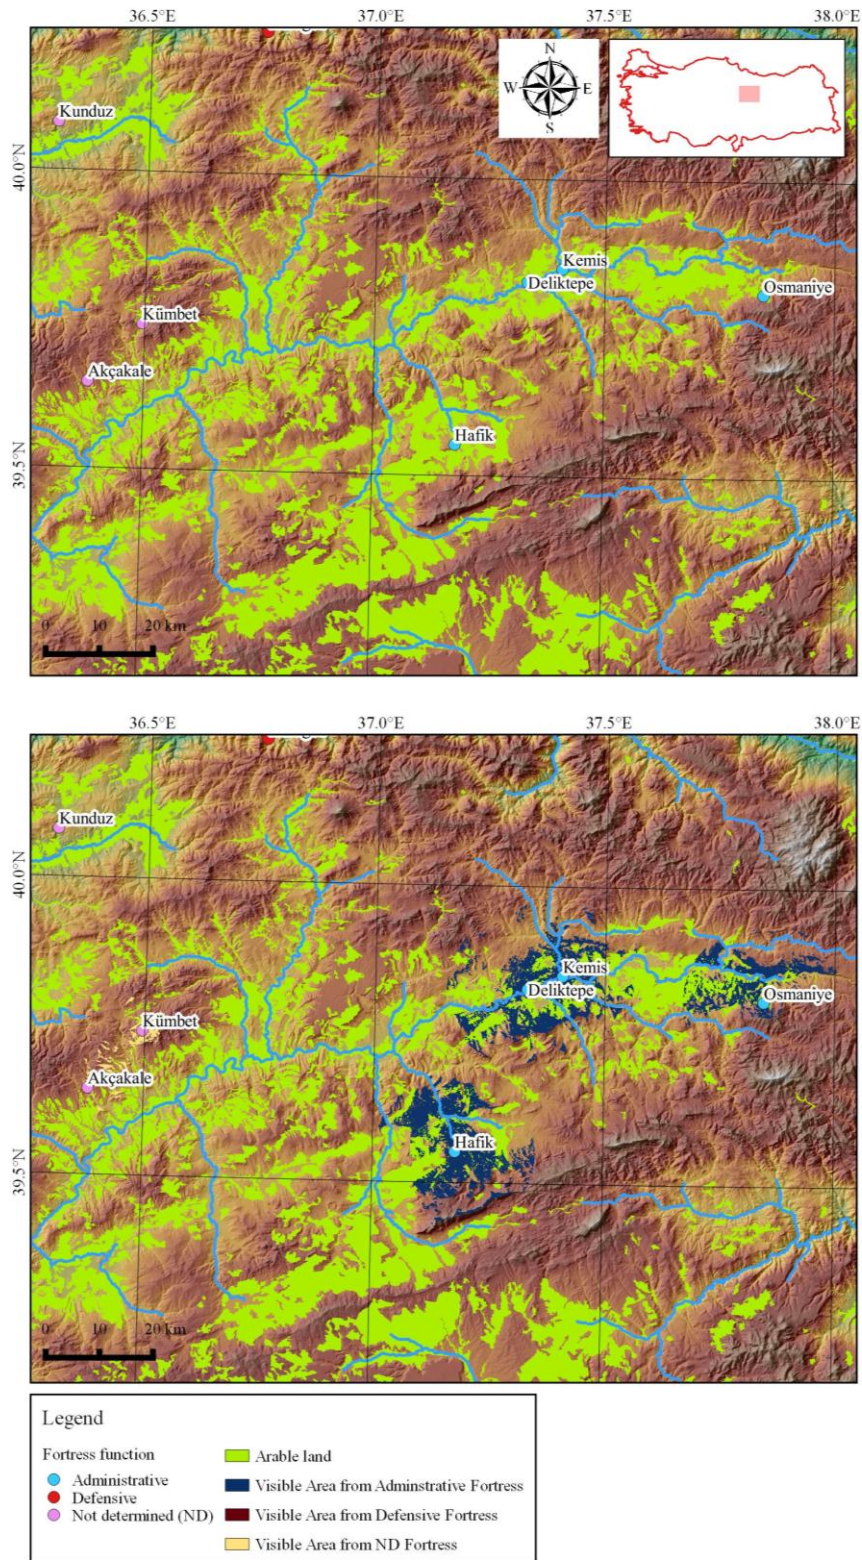 36.5°E 37.0°E 37.5°E 38.0°E
N
W E
S
Kunduz
40.0°N
Kemis
Deliktepe
Osmaniye
Kümbet
Akçakale
Hafik
39.5°N
0 10 20 km
36.5°E 37.0°E 37.5°E 38.0°E
Kunduz
40.0°N
Kemis
Deliktepe
Osmaniye
Kümbet
Akçakale
Hafik
39.5°N
0 10 20 km
Legend
Fortress function
Administrative
Defensive
Not determined (ND)
Arable land
Visible Area from Adminstrative Fortress
Visible Area from Defensive Fortress
Visible Area from ND Fortress